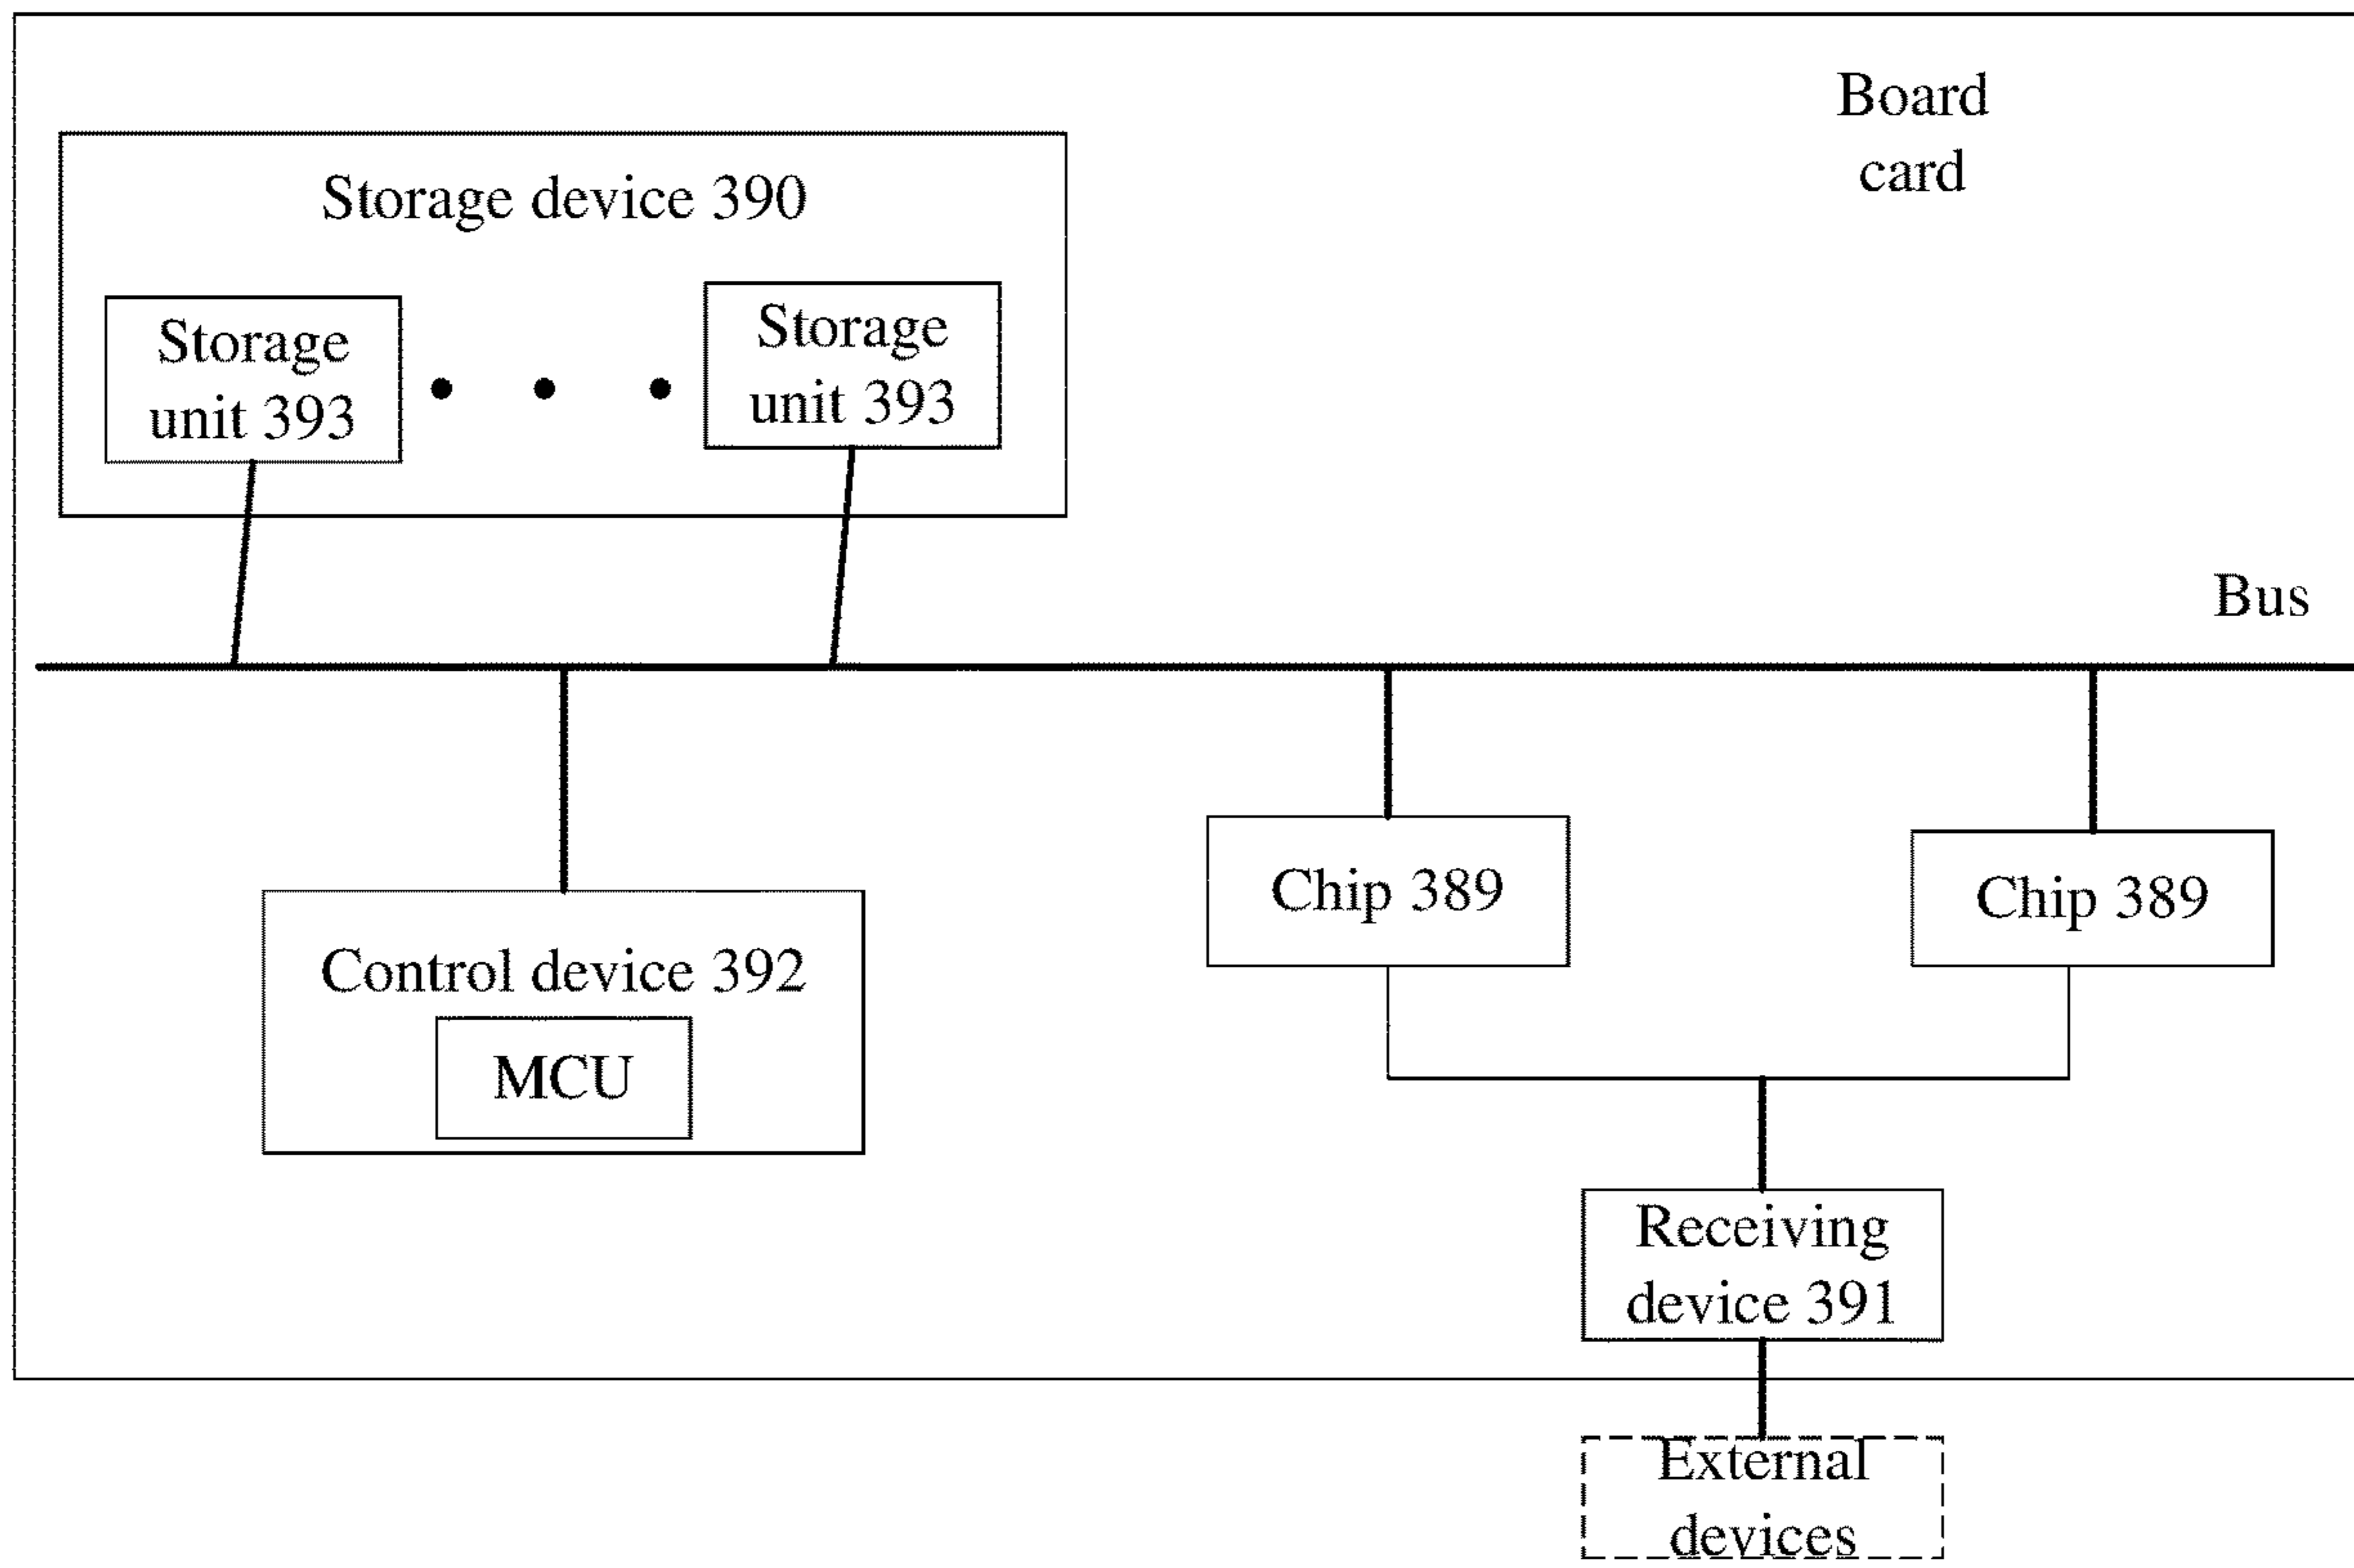 Board
card
Storage device 390
Storage
unit 393
Storage
unit 393
Bus
Chip 389
Chip 389
Control device 392
MCU
Receiving
device 391
External
devices